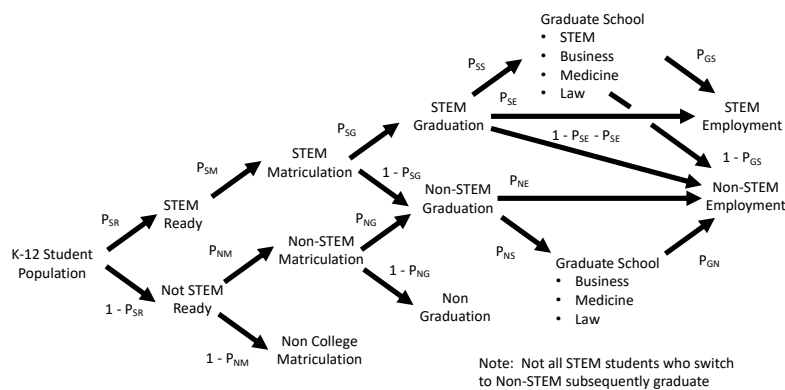 Graduate School
• STEM
• Business
• Medicine
• Law
P_SS
P_GS
P_SE
STEM
Graduation
STEM
Employment
P_SG
1 - P_SE - P_SE
STEM
Matriculation
1 - P_GS
P_SM
1 - P_SG
P_NE
Non-STEM
Graduation
Non-STEM
Employment
STEM
Ready
P_SR
P_NG
P_NM
Non-STEM
Matriculation
K-12 Student
Population
P_NS
P_GN
Graduate School
• Business
• Medicine
• Law
1 - P_NG
Not STEM
Ready
1 - P_SR
Non
Graduation
Non College
Matriculation
1 - P_NM
Note: Not all STEM students who switch
to Non-STEM subsequently graduate